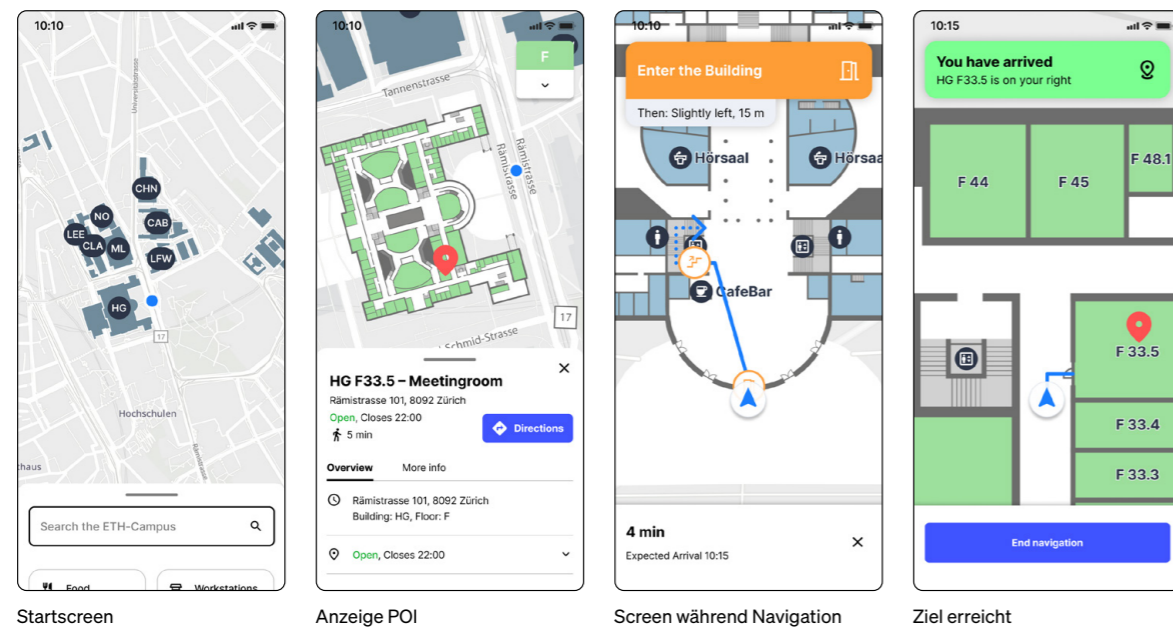 10:10
Universitätstrasse
CHN
NO
CAB
LEE
CLA
ML
LFW
HG
17
Hochschulen
Rämistrasse
haus
Search the ETH-Campus
Food
Workstations
Startscreen
10:10
F
Tannenstrasse
Rämistrasse
Rämistrasse
17
Schmid-Strasse
HG F33.5 – Meetingroom
Rämistrasse 101, 8092 Zürich
Open, Closes 22:00
5 min
Directions
Overview More info
Rämistrasse 101, 8092 Zürich
Building: HG, Floor: F
Open, Closes 22:00
Anzeige POI
10:10
Enter the Building
Then: Slightly left, 15 m
Hörsaal
Hörsaa
CafeBar
4 min
Expected Arrival 10:15
Screen während Navigation
10:15
You have arrived
HG F33.5 is on your right
F 48.1
F 44
F 45
F 33.5
F 33.4
F 33.3
End navigation
Ziel erreicht